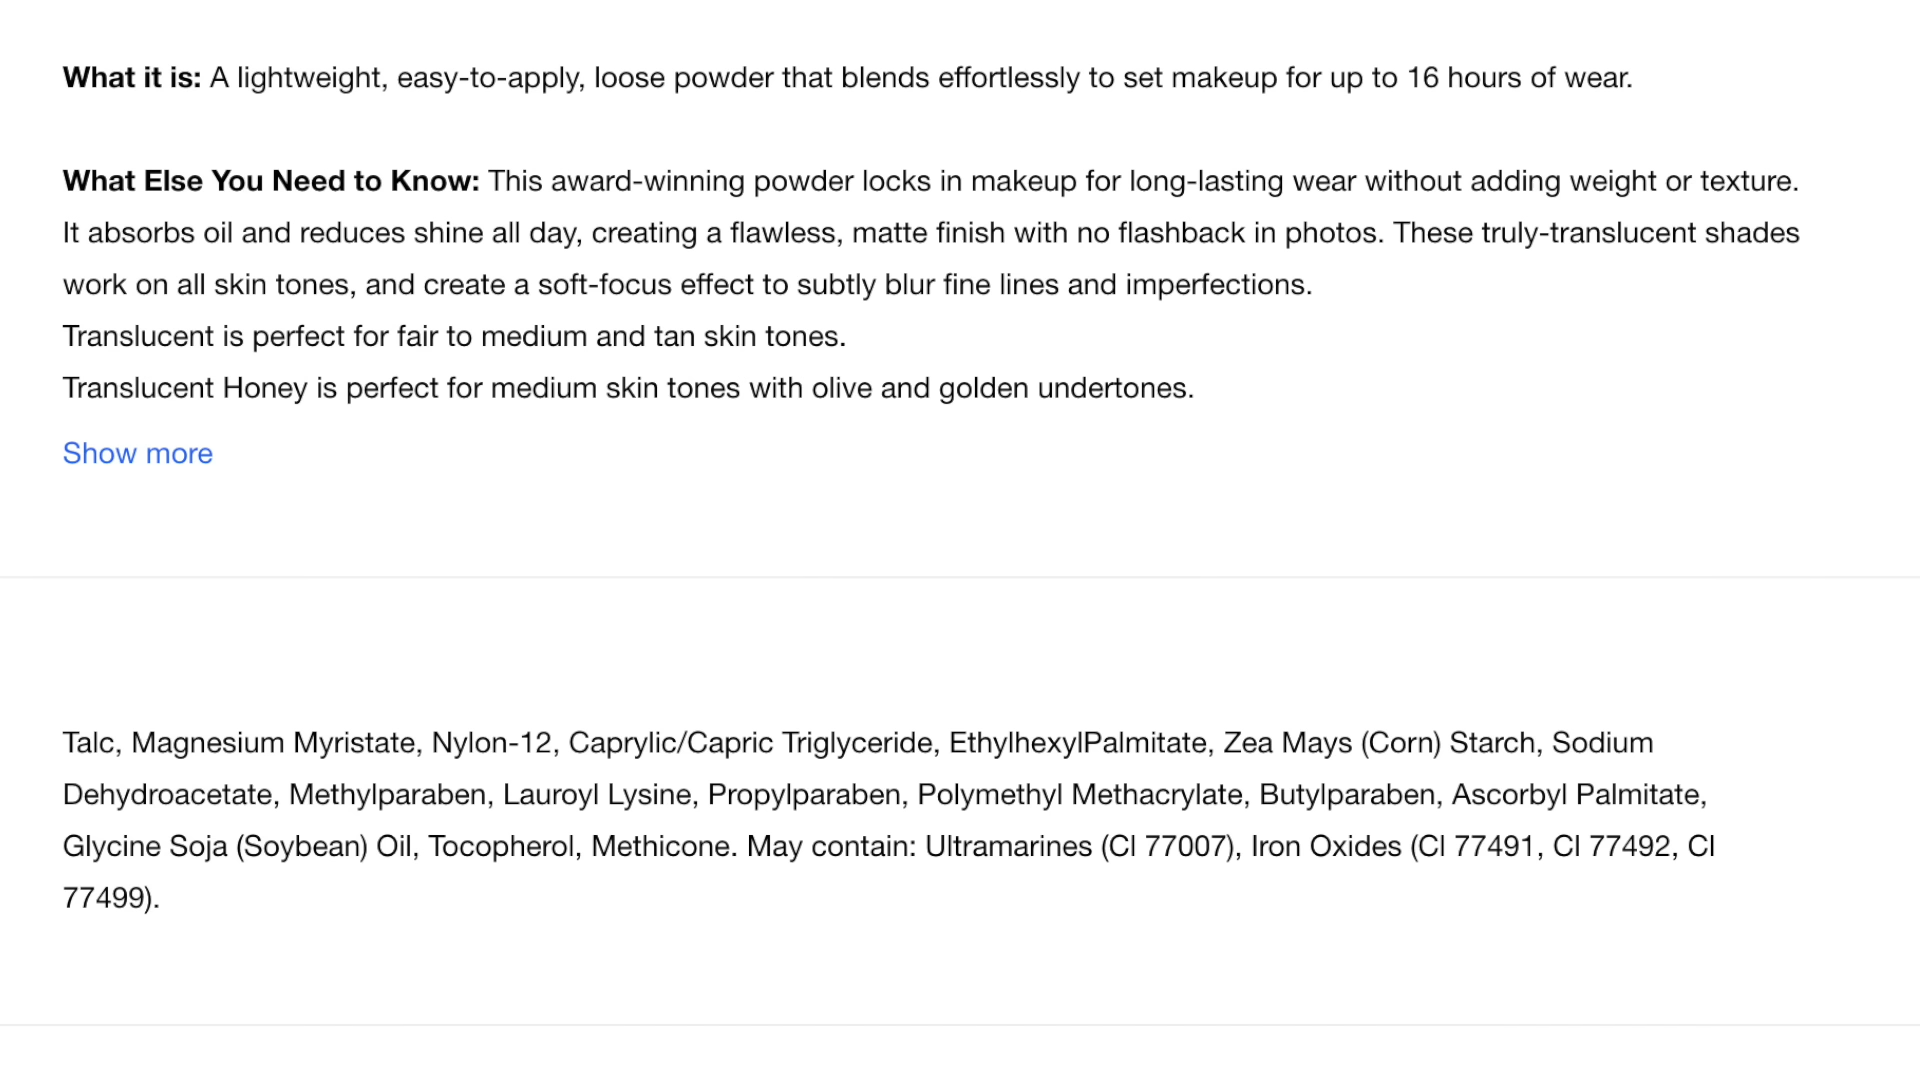 What it is: A lightweight, easy-to-apply, loose powder that blends effortlessly to set makeup for up to 16 hours of wear.
What Else You Need to Know: This award-winning powder locks in makeup for long-lasting wear without adding weight or texture.
It absorbs oil and reduces shine all day, creating a flawless, matte finish with no flashback in photos. These truly-translucent shades
work on all skin tones, and create a soft-focus effect to subtly blur fine lines and imperfections.
Translucent is perfect for fair to medium and tan skin tones.
Translucent Honey is perfect for medium skin tones with olive and golden undertones.
Show more
Talc, Magnesium Myristate, Nylon-12, Caprylic/Capric Triglyceride, EthylhexylPalmitate, Zea Mays (Corn) Starch, Sodium
Dehydroacetate, Methylparaben, Lauroyl Lysine, Propylparaben, Polymethyl Methacrylate, Butylparaben, Ascorbyl Palmitate,
Glycine Soja (Soybean) Oil, Tocopherol, Methicone. May contain: Ultramarines (CI 77007), Iron Oxides (CI 77491, CI 77492, CI
77499).